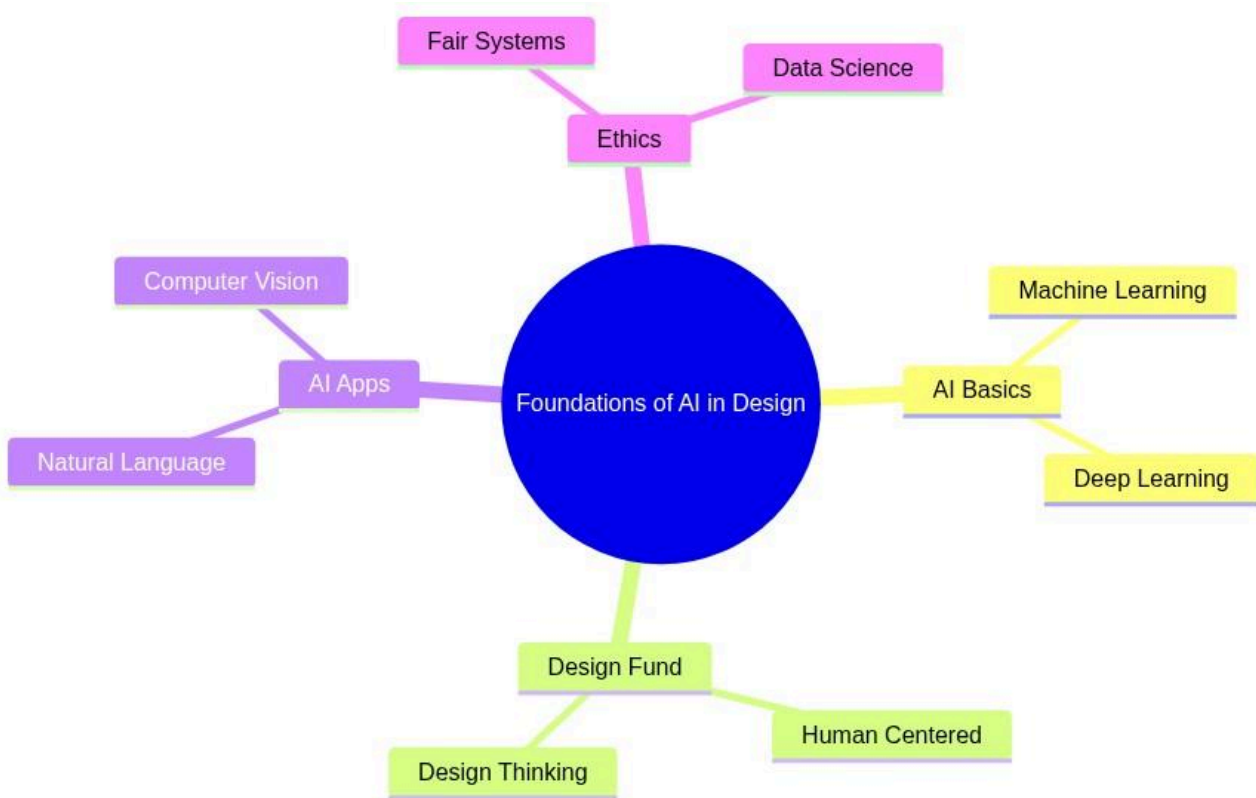 Fair Systems
Data Science
Ethics
Computer Vision
Machine Learning
AI Apps
Foundations of AI in Design
AI Basics
Natural Language
Deep Learning
Design Fund
Human Centered
Design Thinking